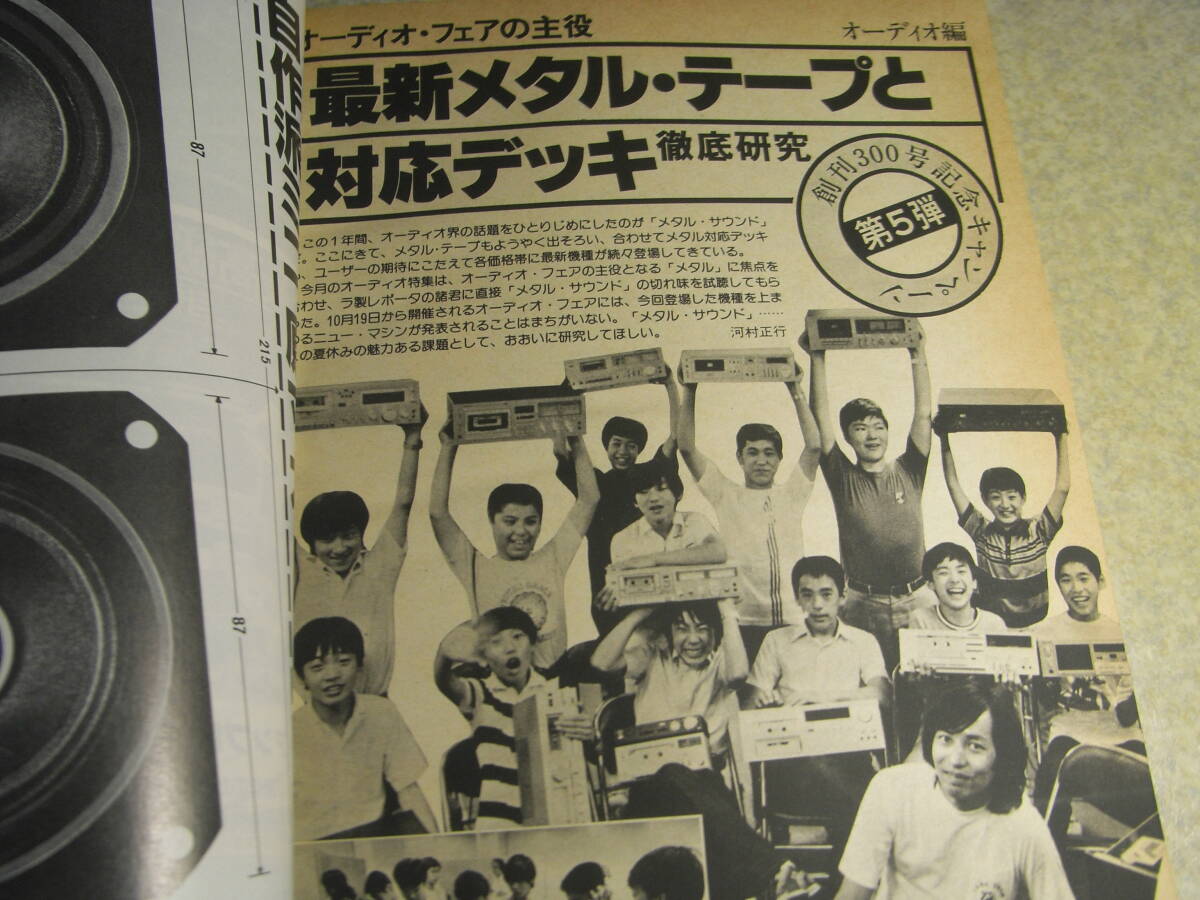 自作派
87
215
87
オーディオ・フェアの主役
オーディオ編
最新メタル・テープと
対応デッキ徹底研究
創刊300号記念キャンペーン
第5弾
この1年間、オーディオ界の話題をひとりじめにしたのが「メタル・サウンド」
。ここにきて、メタル・テープもようやく出そろい、合わせてメタル対応デッキ
、ユーザーの期待にこたえて各価格帯に最新機種が続々登場してきている。
今月のオーディオ特集は、オーディオ・フェアの主役となる「メタル」に焦点を
わせ、ラ製レポータの諸君に直接「メタル・サウンド」の切れ味を試聴してもら
た。10月19日から開催されるオーディオ・フェアには、今回登場した機種を上ま
るニュー・マシンが発表されることはまちがいない。「メタル・サウンド」……
の夏休みの魅力ある課題として、おおいに研究してほしい。
河村正行